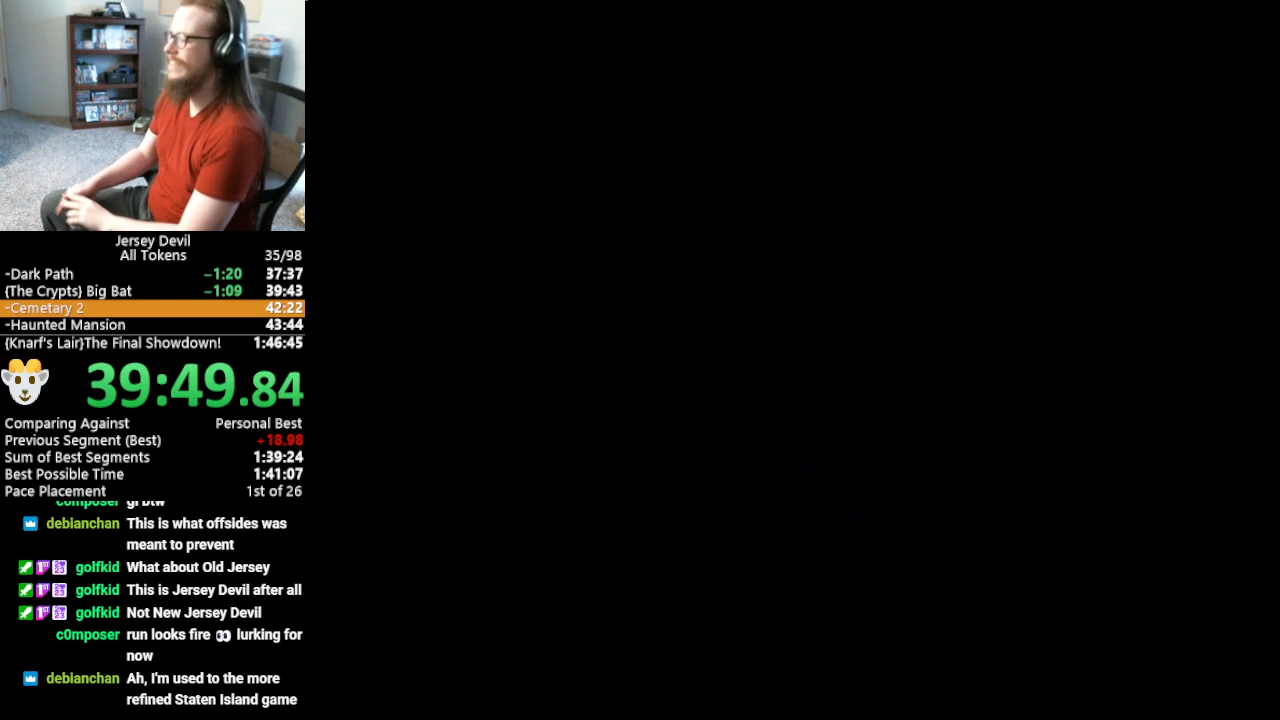 Jersey Devil
All Tokens 35/98
-Dark Path -1:20 37:37
{The Crypts} Big Bat -1:09 39:43
-Cemetary 2 42:22
-Haunted Mansion 43:44
{Knarf's Lair}The Final Showdown! 1:46:45
39:49.84
Comparing Against Personal Best
Previous Segment (Best) +18.98
Sum of Best Segments 1:39:24
Best Possible Time 1:41:07
Pace Placement 1st of 26
c0mposer gl btw
debianchan This is what offsides was
meant to prevent
golfkid What about Old Jersey
golfkid This is Jersey Devil after all
golfkid Not New Jersey Devil
c0mposer run looks fire 👀 lurking for
now
debianchan Ah, I'm used to the more
refined Staten Island game